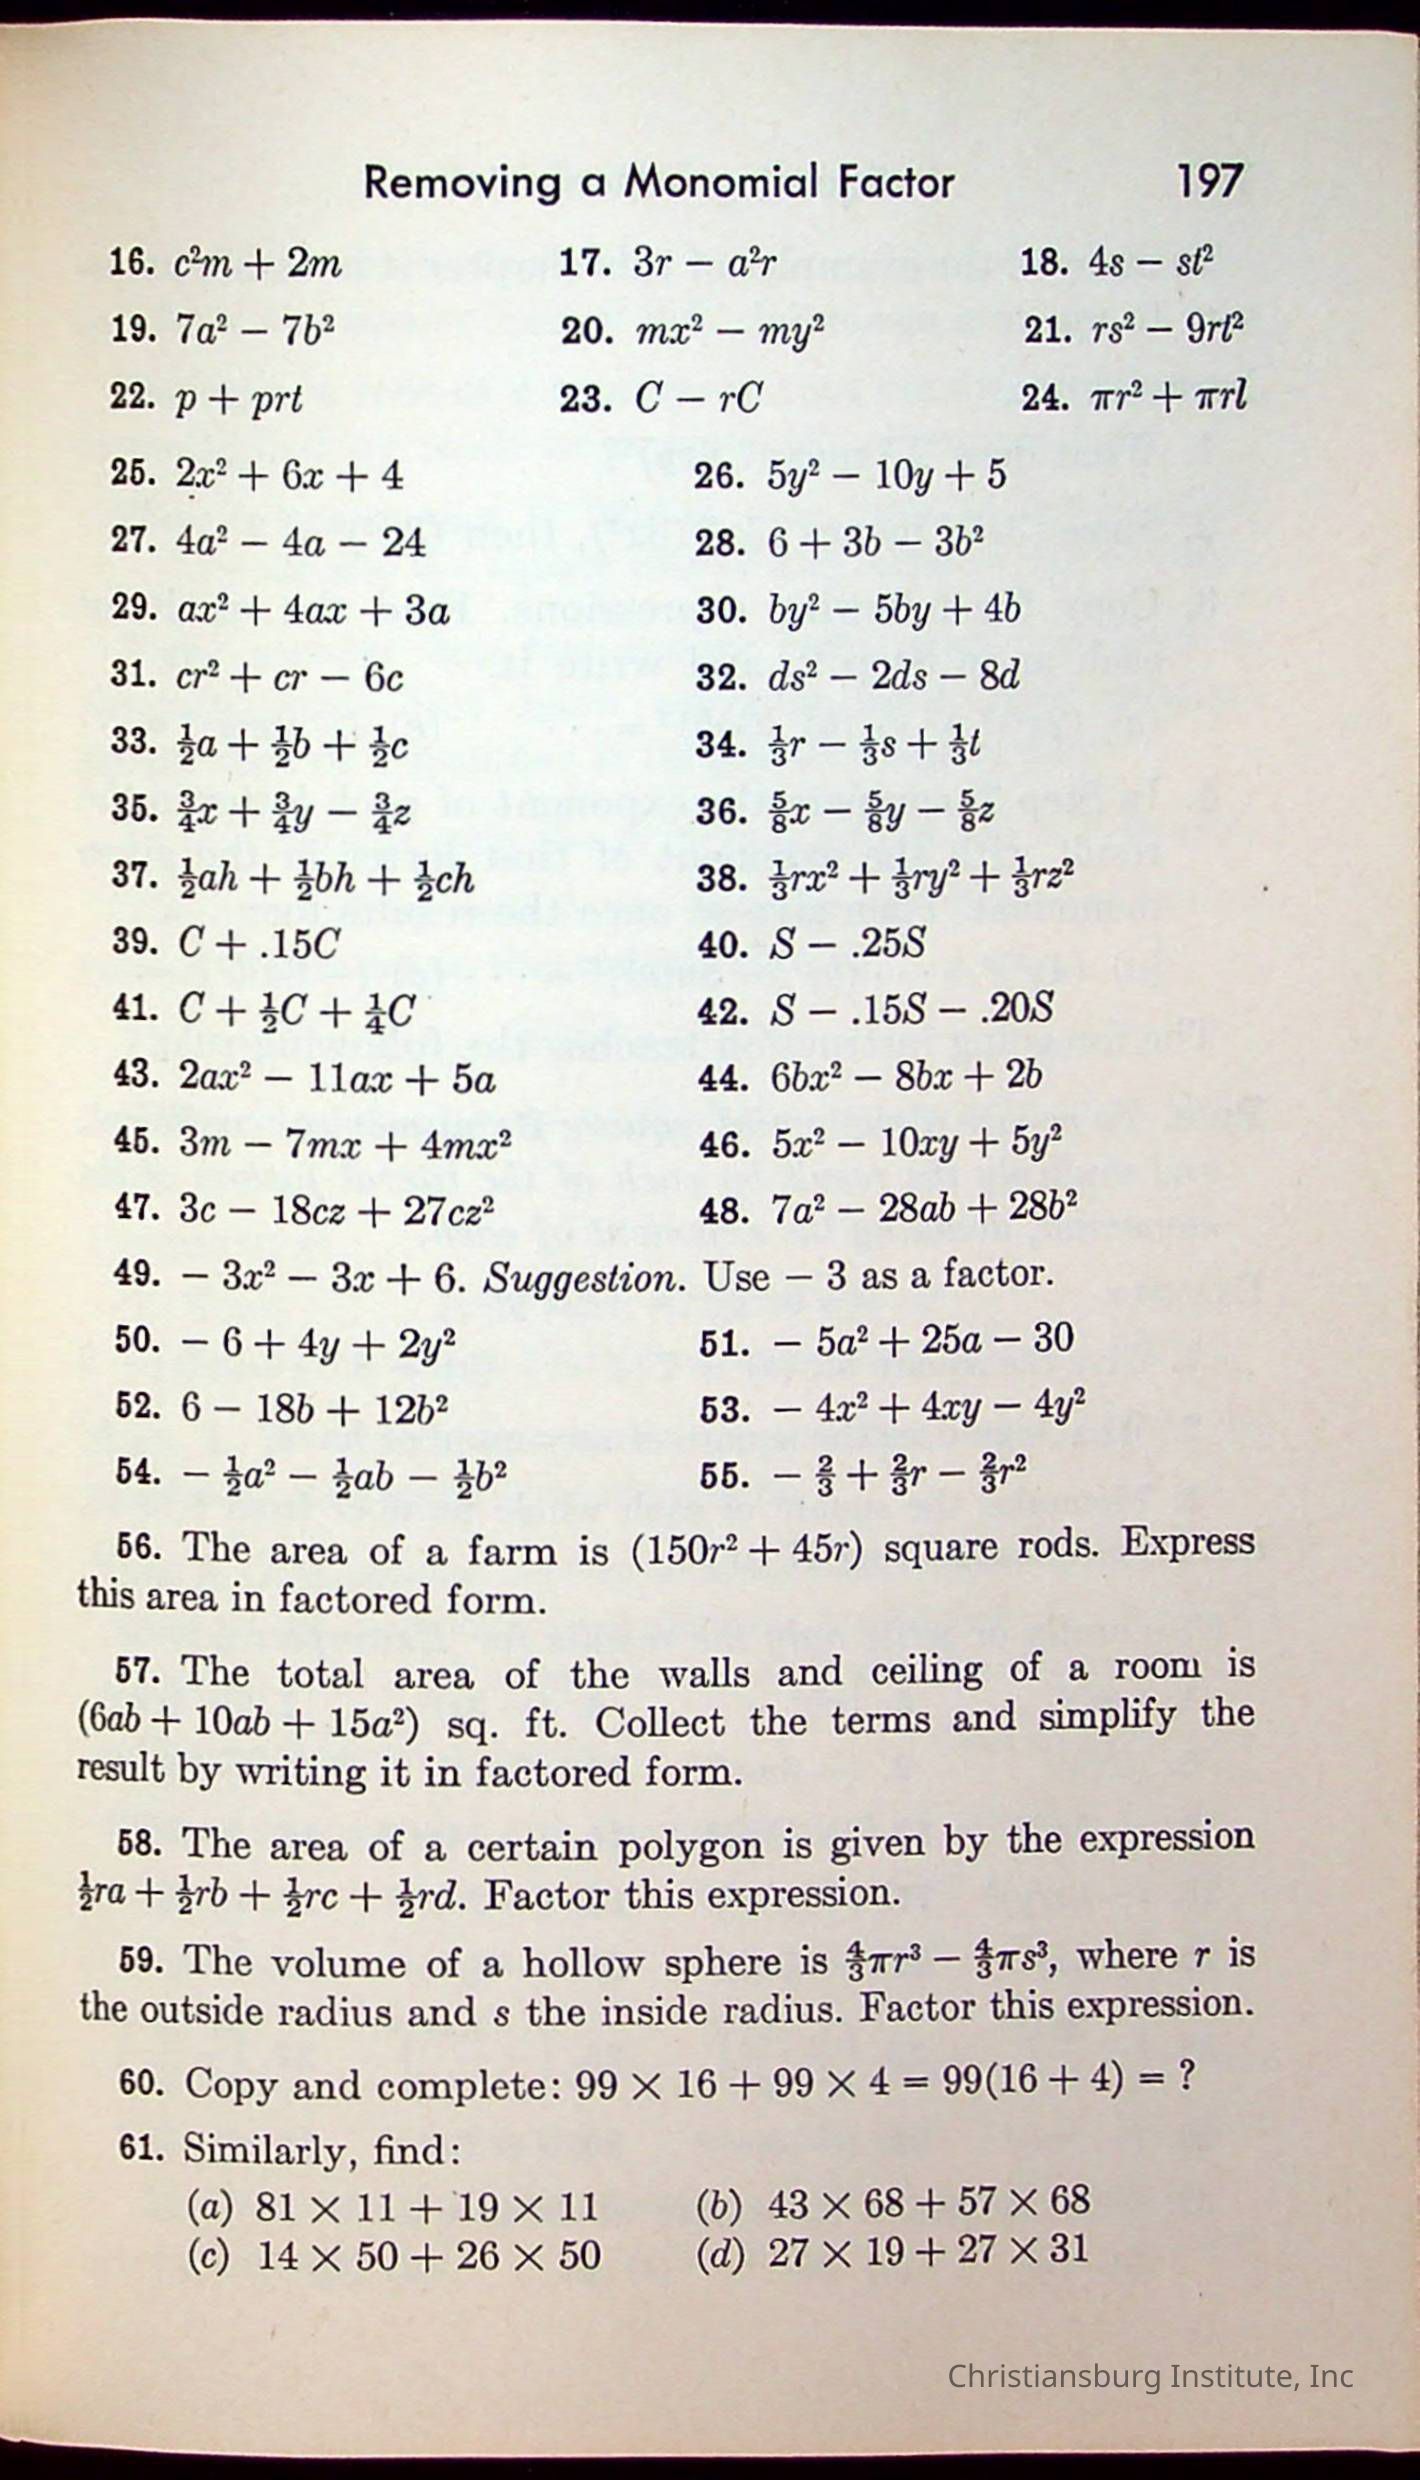 Removing a Monomial Factor 197
16. c²m + 2m 17. 3r − a²r 18. 4s − st²
19. 7a² − 7b² 20. mx² − my² 21. rs² − 9rt²
22. p + prt 23. C − rC 24. πr² + πrl
25. 2x² + 6x + 4 26. 5y² − 10y + 5
27. 4a² − 4a − 24 28. 6 + 3b − 3b²
29. ax² + 4ax + 3a 30. by² − 5by + 4b
31. cr² + cr − 6c 32. ds² − 2ds − 8d
33. ½a + ½b + ½c 34. ⅓r − ⅓s + ⅓t
35. ¾x + ¾y − ¾z 36. ⅝x − ⅝y − ⅝z
37. ½ah + ½bh + ½ch 38. ⅓rx² + ⅓ry² + ⅓rz²
39. C + .15C 40. S − .25S
41. C + ½C + ¼C 42. S − .15S − .20S
43. 2ax² − 11ax + 5a 44. 6bx² − 8bx + 2b
45. 3m − 7mx + 4mx² 46. 5x² − 10xy + 5y²
47. 3c − 18cz + 27cz² 48. 7a² − 28ab + 28b²
49. − 3x² − 3x + 6. Suggestion. Use − 3 as a factor.
50. − 6 + 4y + 2y² 51. − 5a² + 25a − 30
52. 6 − 18b + 12b² 53. − 4x² + 4xy − 4y²
54. − ½a² − ½ab − ½b² 55. − ⅔ + ⅔r − ⅔r²
56. The area of a farm is (150r² + 45r) square rods. Express
this area in factored form.
57. The total area of the walls and ceiling of a room is
(6ab + 10ab + 15a²) sq. ft. Collect the terms and simplify the
result by writing it in factored form.
58. The area of a certain polygon is given by the expression
½ra + ½rb + ½rc + ½rd. Factor this expression.
59. The volume of a hollow sphere is 4/3πr³ − 4/3πs³, where r is
the outside radius and s the inside radius. Factor this expression.
60. Copy and complete: 99 × 16 + 99 × 4 = 99(16 + 4) = ?
61. Similarly, find:
(a) 81 × 11 + 19 × 11 (b) 43 × 68 + 57 × 68
(c) 14 × 50 + 26 × 50 (d) 27 × 19 + 27 × 31
Christiansburg Institute, Inc